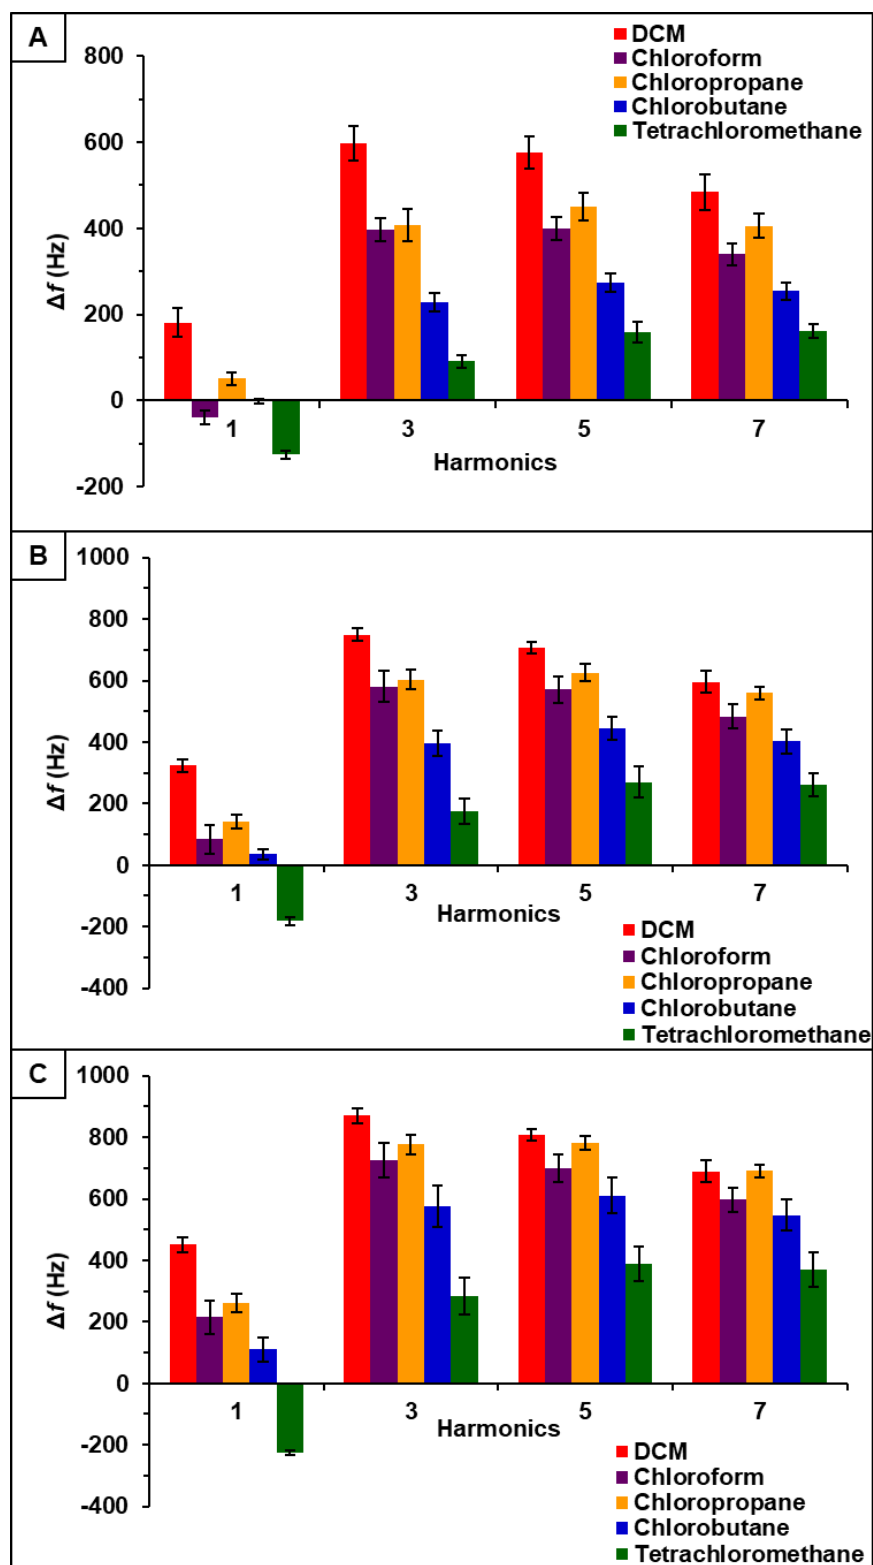 A
DCM
Chloroform
Chloropropane
Chlorobutane
Tetrachloromethane
800
600
400
200
0
-200
Δf (Hz)
1 3 5 7
Harmonics
B
1000
800
600
400
200
0
-200
-400
Δf (Hz)
1 3 5 7
Harmonics
DCM
Chloroform
Chloropropane
Chlorobutane
Tetrachloromethane
C
1000
800
600
400
200
0
-200
-400
Δf (Hz)
1 3 5 7
Harmonics
DCM
Chloroform
Chloropropane
Chlorobutane
Tetrachloromethane